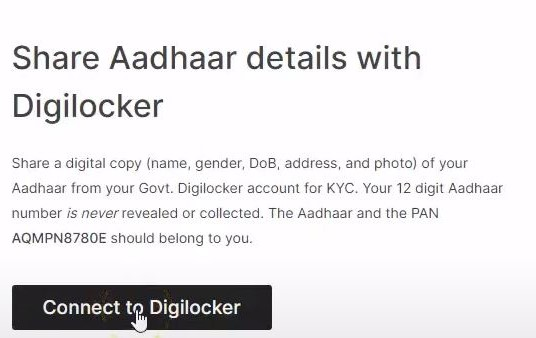 Share Aadhaar details with
Digilocker
Share a digital copy (name, gender, DoB, address, and photo) of your
Aadhaar from your Govt. Digilocker account for KYC. Your 12 digit Aadhaar
number is never revealed or collected. The Aadhaar and the PAN
AQMPN8780E should belong to you.
Connect to Digilocker